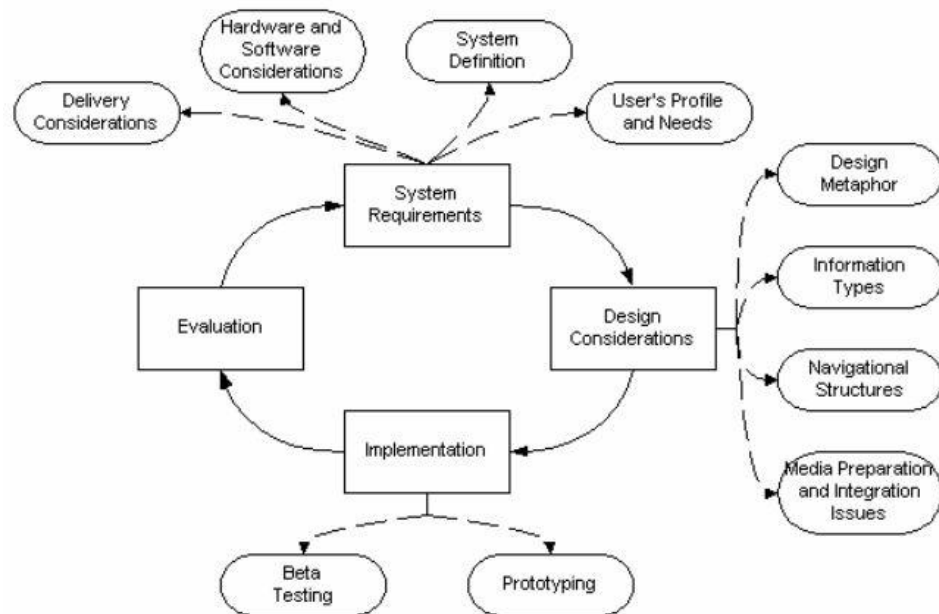 Hardware and
Software
Considerations
System
Definition
Delivery
Considerations
User's Profile
and Needs
System
Requirements
Design
Metaphor
Information
Types
Evaluation
Design
Considerations
Navigational
Structures
Implementation
Media Preparation
and Integration
Issues
Beta
Testing
Prototyping